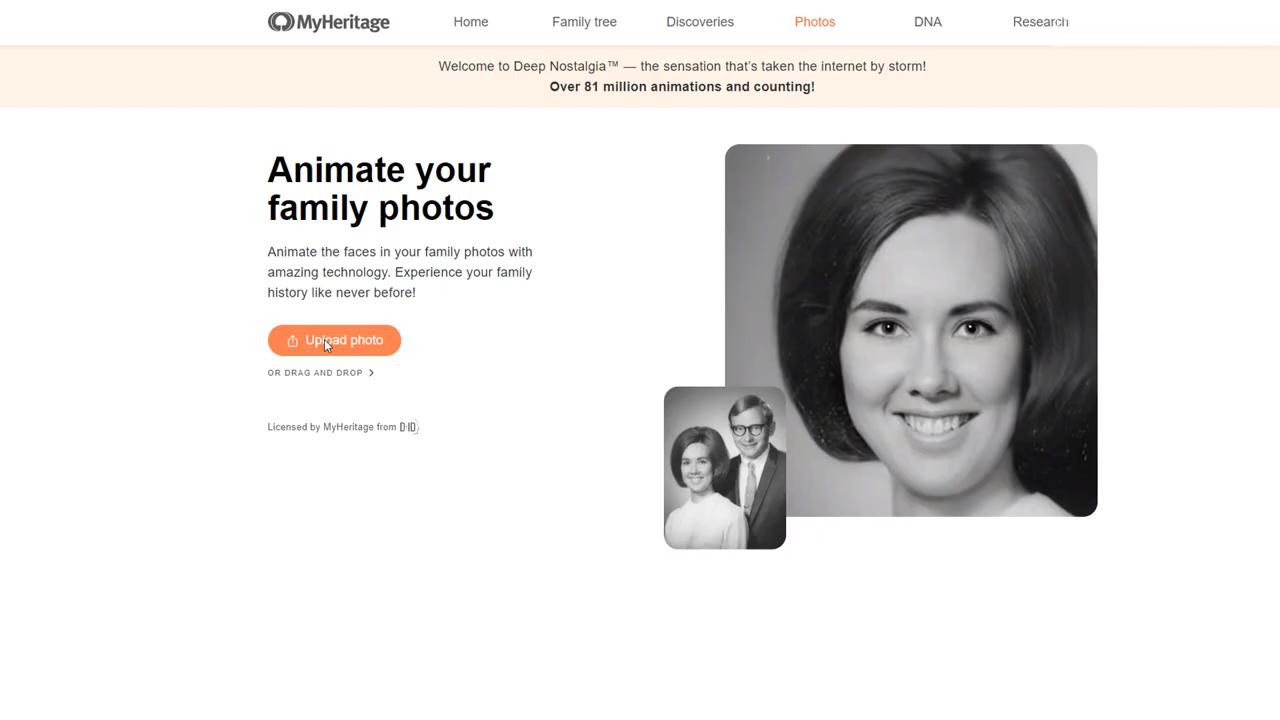 MyHeritage
Home
Family tree
Discoveries
Photos
DNA
Research
Welcome to Deep Nostalgia™ — the sensation that's taken the internet by storm!
Over 81 million animations and counting!
Animate your
family photos
Animate the faces in your family photos with
amazing technology. Experience your family
history like never before!
Upload photo
OR DRAG AND DROP
Licensed by MyHeritage from D-ID